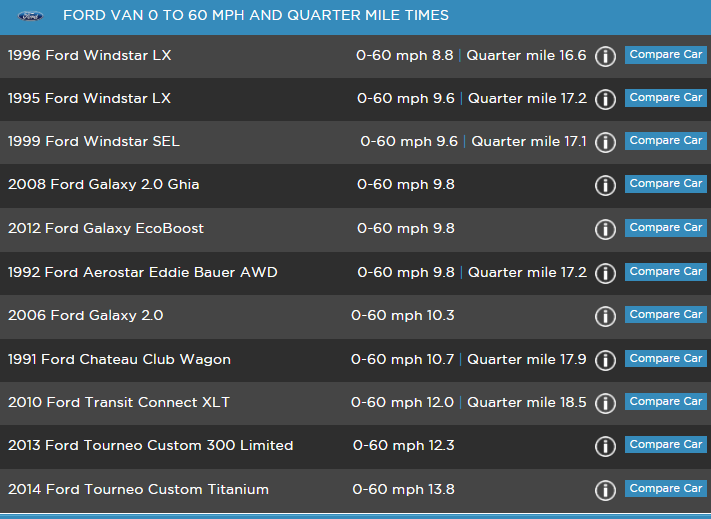 Ford FORD VAN 0 TO 60 MPH AND QUARTER MILE TIMES
1996 Ford Windstar LX 0-60 mph 8.8 | Quarter mile 16.6 i Compare Car
1995 Ford Windstar LX 0-60 mph 9.6 | Quarter mile 17.2 i Compare Car
1999 Ford Windstar SEL 0-60 mph 9.6 | Quarter mile 17.1 i Compare Car
2008 Ford Galaxy 2.0 Ghia 0-60 mph 9.8 i Compare Car
2012 Ford Galaxy EcoBoost 0-60 mph 9.8 i Compare Car
1992 Ford Aerostar Eddie Bauer AWD 0-60 mph 9.8 | Quarter mile 17.2 i Compare Car
2006 Ford Galaxy 2.0 0-60 mph 10.3 i Compare Car
1991 Ford Chateau Club Wagon 0-60 mph 10.7 | Quarter mile 17.9 i Compare Car
2010 Ford Transit Connect XLT 0-60 mph 12.0 | Quarter mile 18.5 i Compare Car
2013 Ford Tourneo Custom 300 Limited 0-60 mph 12.3 i Compare Car
2014 Ford Tourneo Custom Titanium 0-60 mph 13.8 i Compare Car